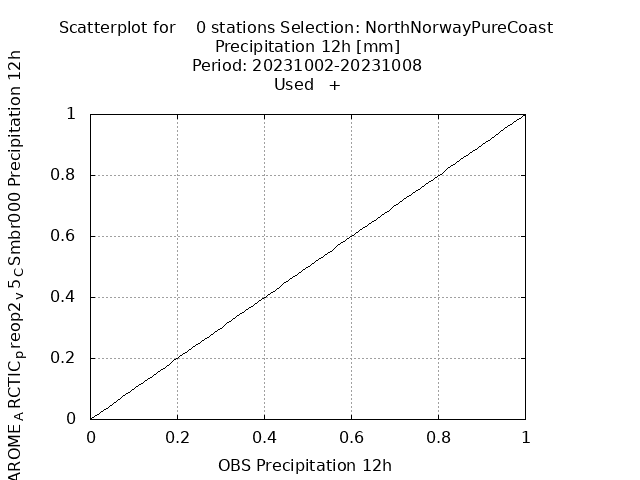 Scatterplot for 0 stations Selection: NorthNorwayPureCoast
Precipitation 12h [mm]
Period: 20231002-20231008
Used +
1
0.8
0.6
0.4
0.2
0
0 0.2 0.4 0.6 0.8 1
OBS Precipitation 12h
AROME_ARCTIC_preop2_v5_CSmbr000 Precipitation 12h